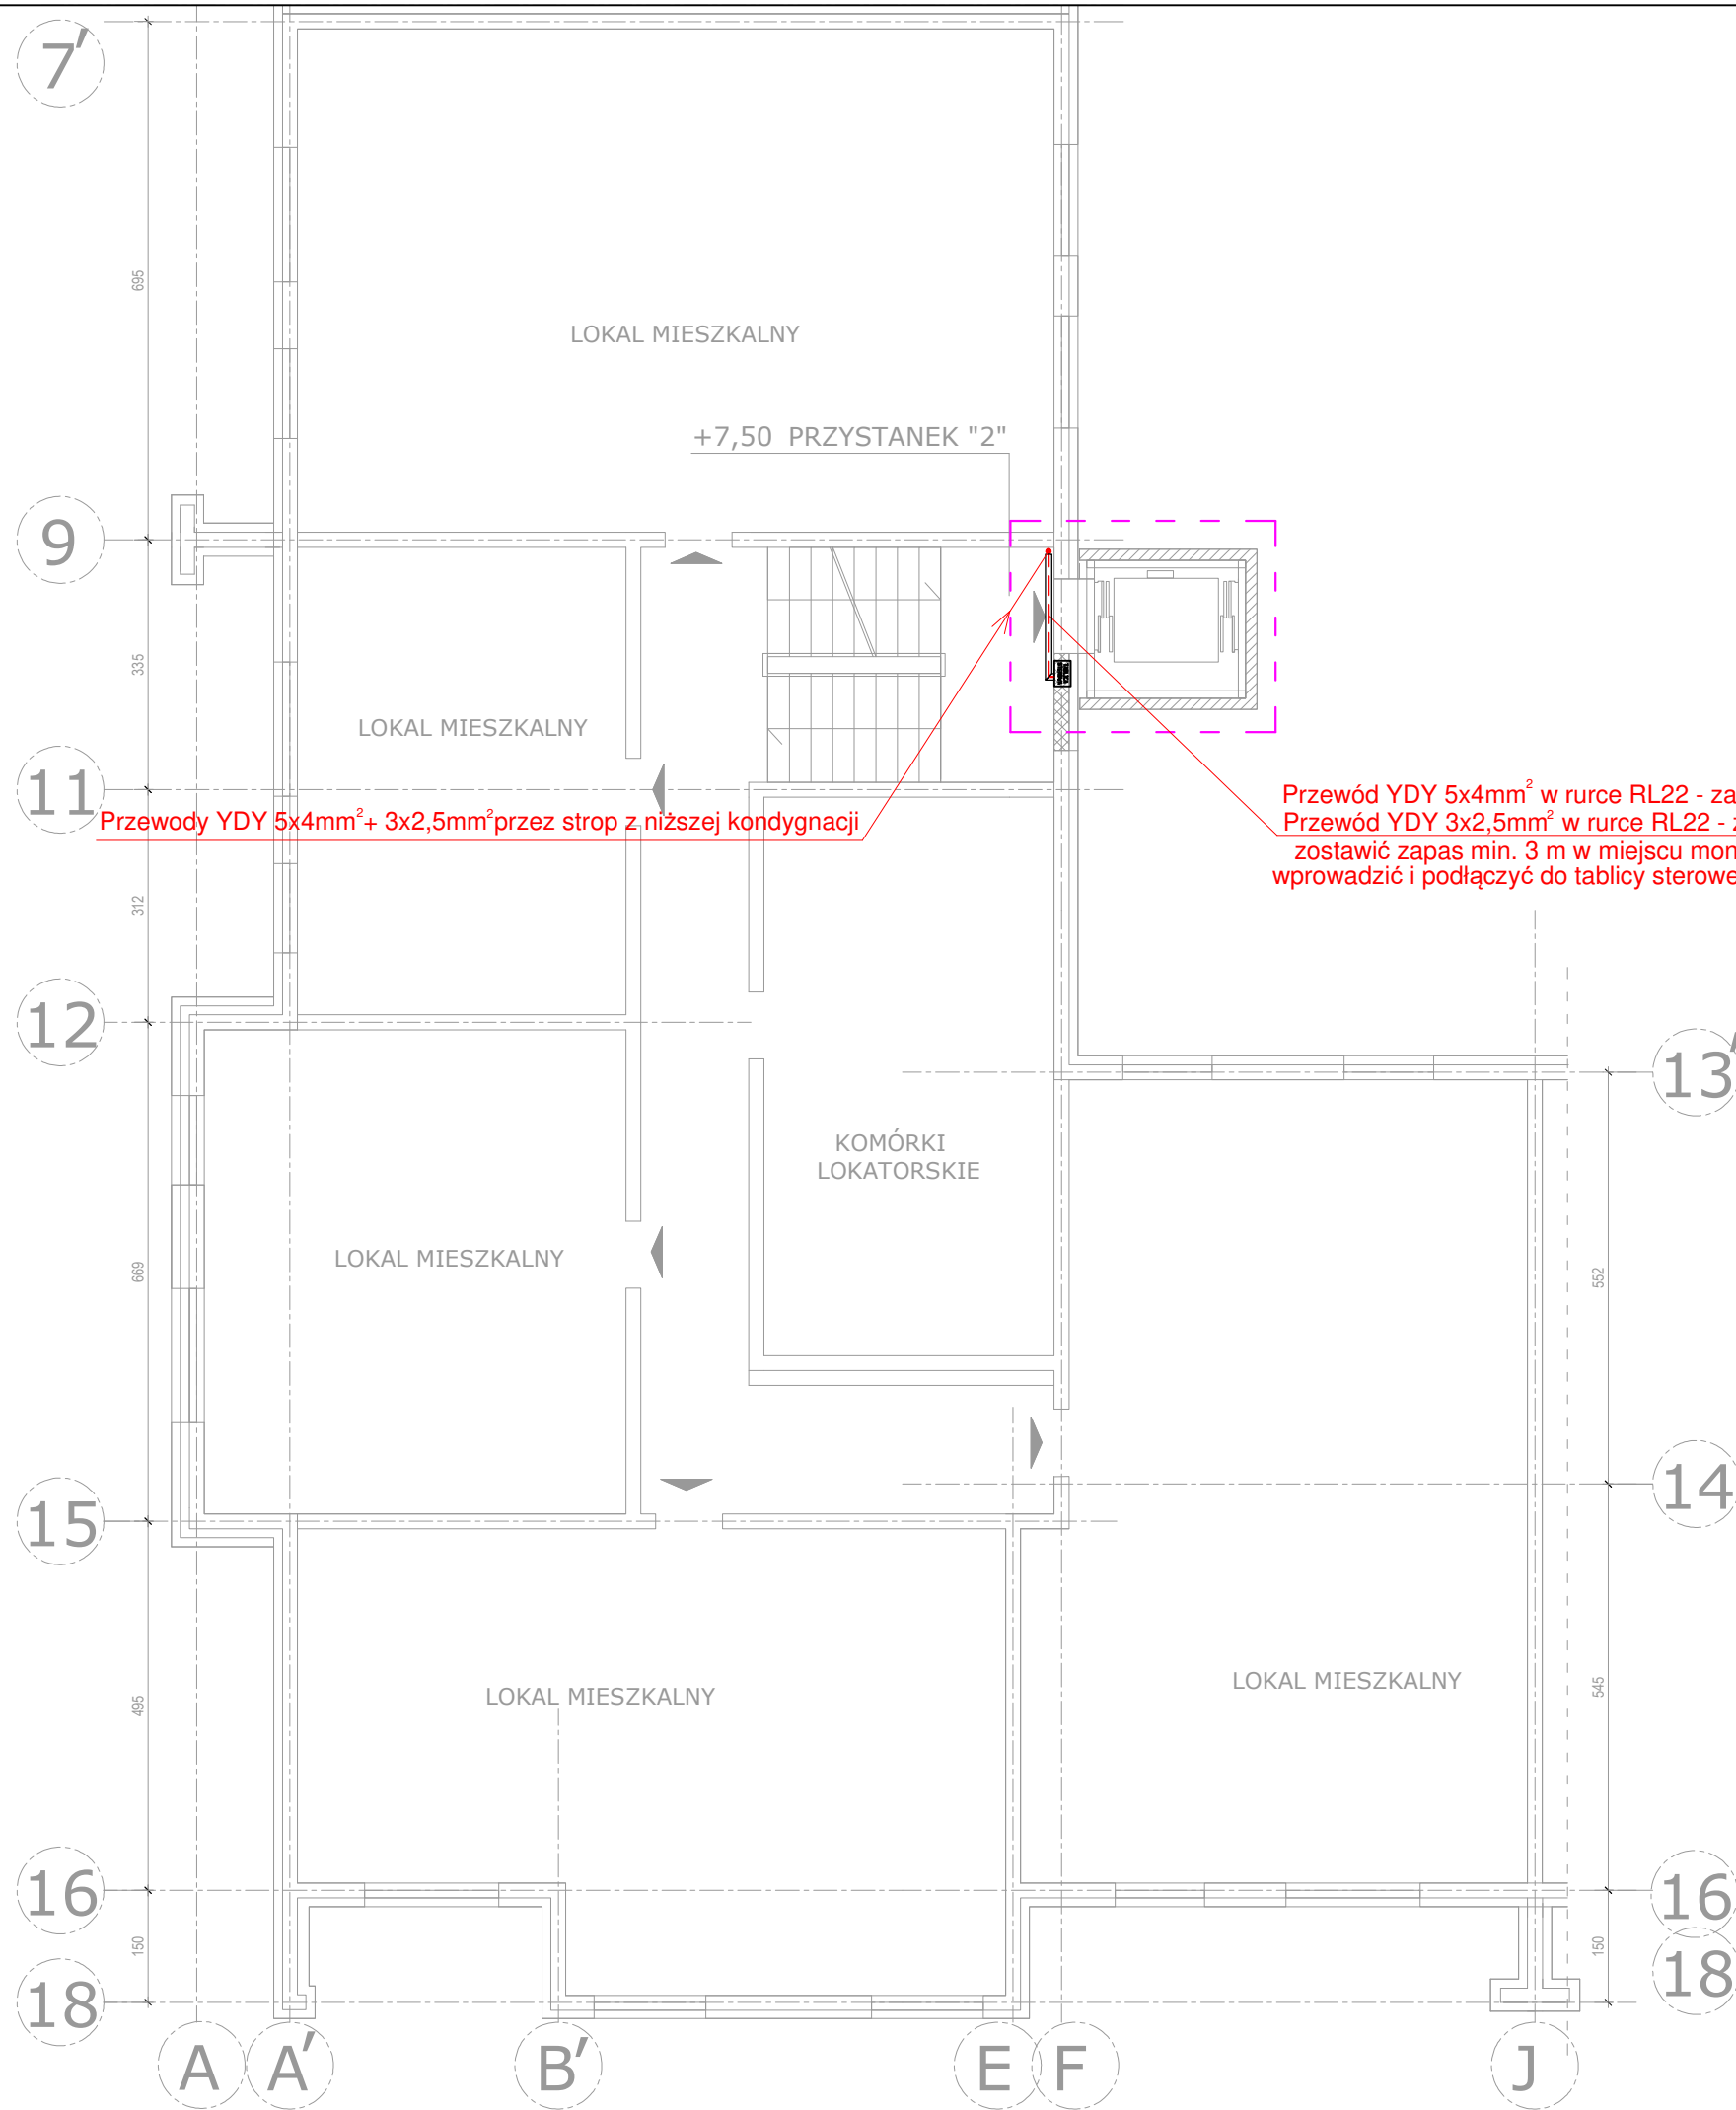 7'
695
LOKAL MIESZKALNY
+7,50 PRZYSTANEK "2"
9
335
LOKAL MIESZKALNY
11
Przewody YDY 5x4mm²+ 3x2,5mm²przez strop z niższej kondygnacji
Przewód YDY 5x4mm² w rurce RL22 - za
Przewód YDY 3x2,5mm² w rurce RL22 -
zostawić zapas min. 3 m w miejscu mon
wprowadzić i podłączyć do tablicy sterowe
312
12
13'
KOMÓRKI
LOKATORSKIE
LOKAL MIESZKALNY
669
552
15
14
LOKAL MIESZKALNY
LOKAL MIESZKALNY
495
545
16
16
150
150
18
18
A
A'
B'
E
F
J